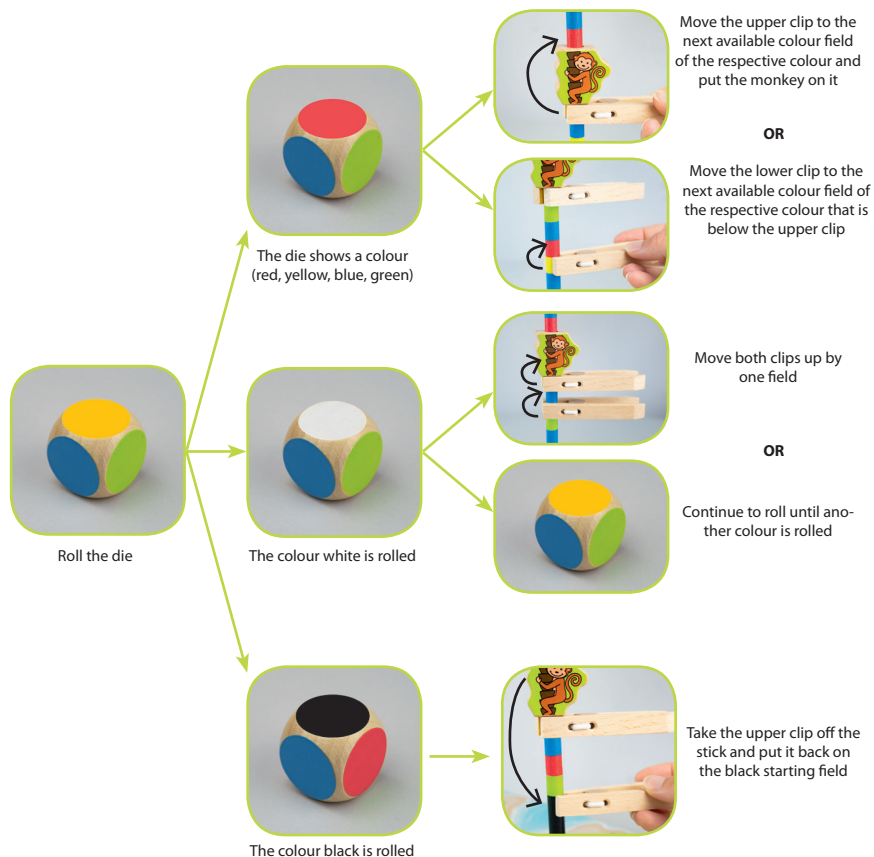 Move the upper clip to the
next available colour field
of the respective colour and
put the monkey on it
OR
Move the lower clip to the
next available colour field of
the respective colour that is
below the upper clip
The die shows a colour
(red, yellow, blue, green)
Move both clips up by
one field
OR
Continue to roll until ano-
ther colour is rolled
Roll the die
The colour white is rolled
Take the upper clip off the
stick and put it back on
the black starting field
The colour black is rolled